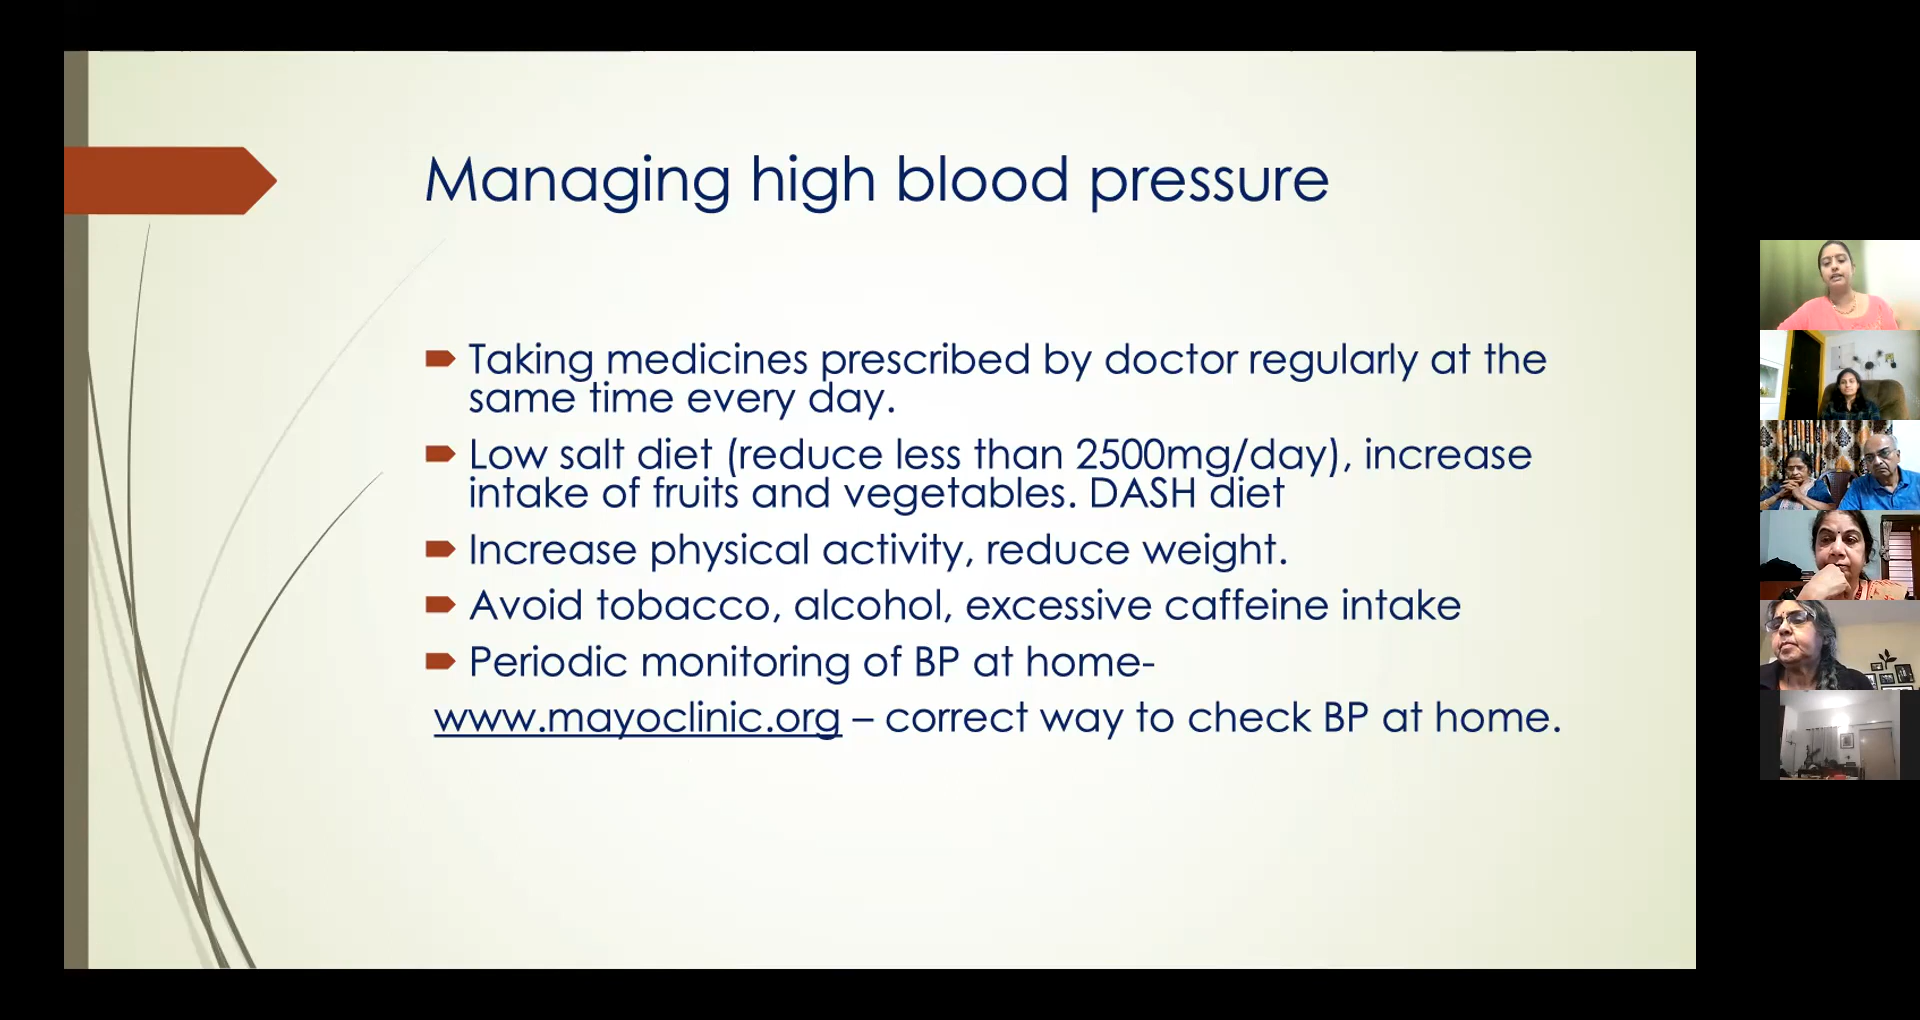 Managing high blood pressure
Taking medicines prescribed by doctor regularly at the
same time every day.
Low salt diet (reduce less than 2500mg/day), increase
intake of fruits and vegetables. DASH diet
Increase physical activity, reduce weight.
Avoid tobacco, alcohol, excessive caffeine intake
Periodic monitoring of BP at home-
www.mayoclinic.org – correct way to check BP at home.